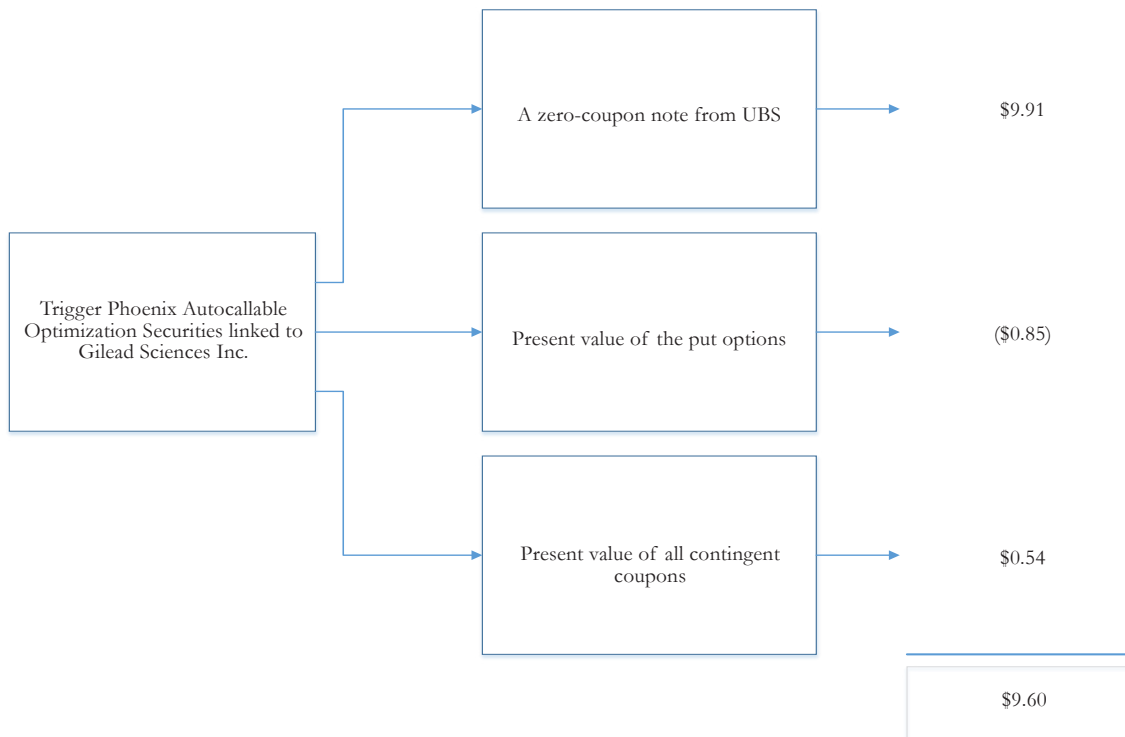 A zero-coupon note from UBS
$9.91
Trigger Phoenix Autocallable
Optimization Securities linked to
Gilead Sciences Inc.
Present value of the put options
($0.85)
Present value of all contingent
coupons
$0.54
$9.60